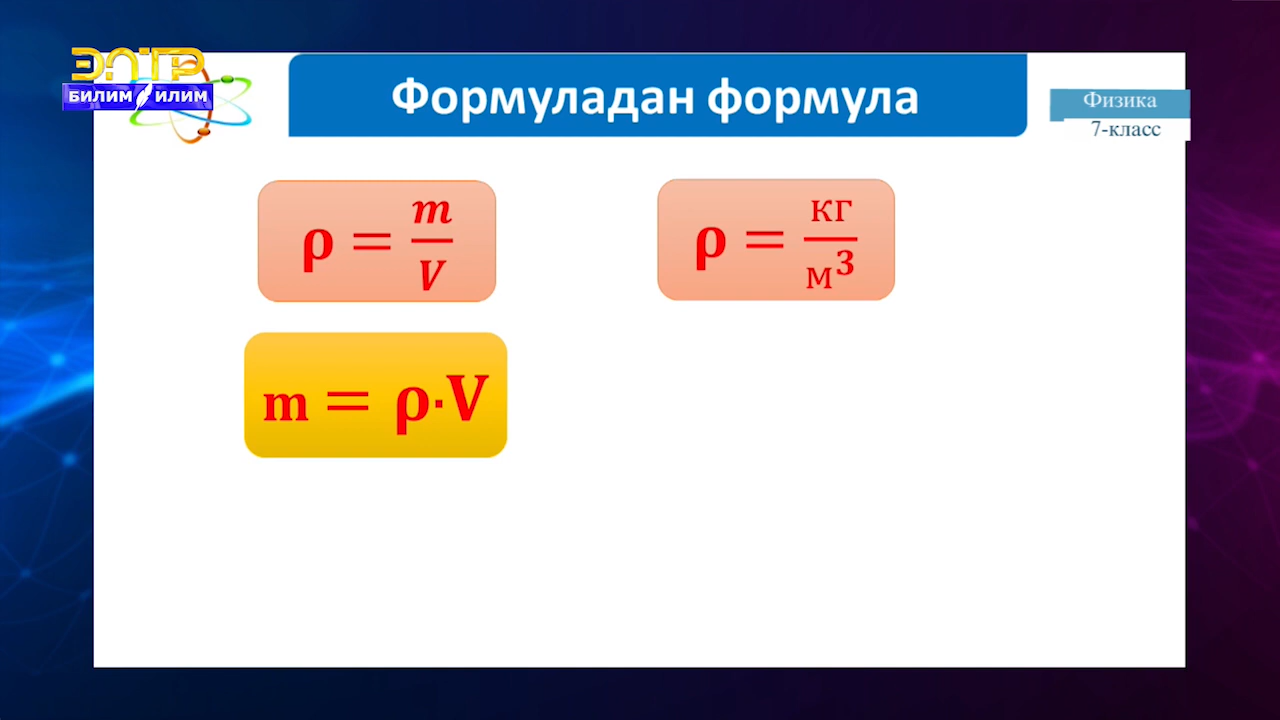 ЭЛТР
БИЛИМ ИЛИМ
Формуладан формула
Физика
7-класс
ρ = m/V
ρ = кг/м³
m = ρ·V